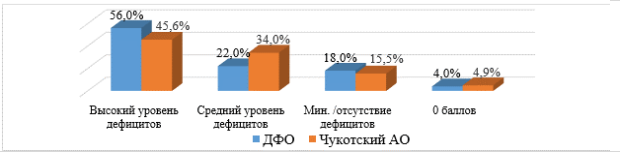 56,0%
45,6%
22,0%
34,0%
18,0%
15,5%
4,0%
4,9%
Высокий уровень
дефицитов
Средний уровень
дефицитов
Мин. /отсутствие
дефицитов
0 баллов
ДФО
Чукотский АО